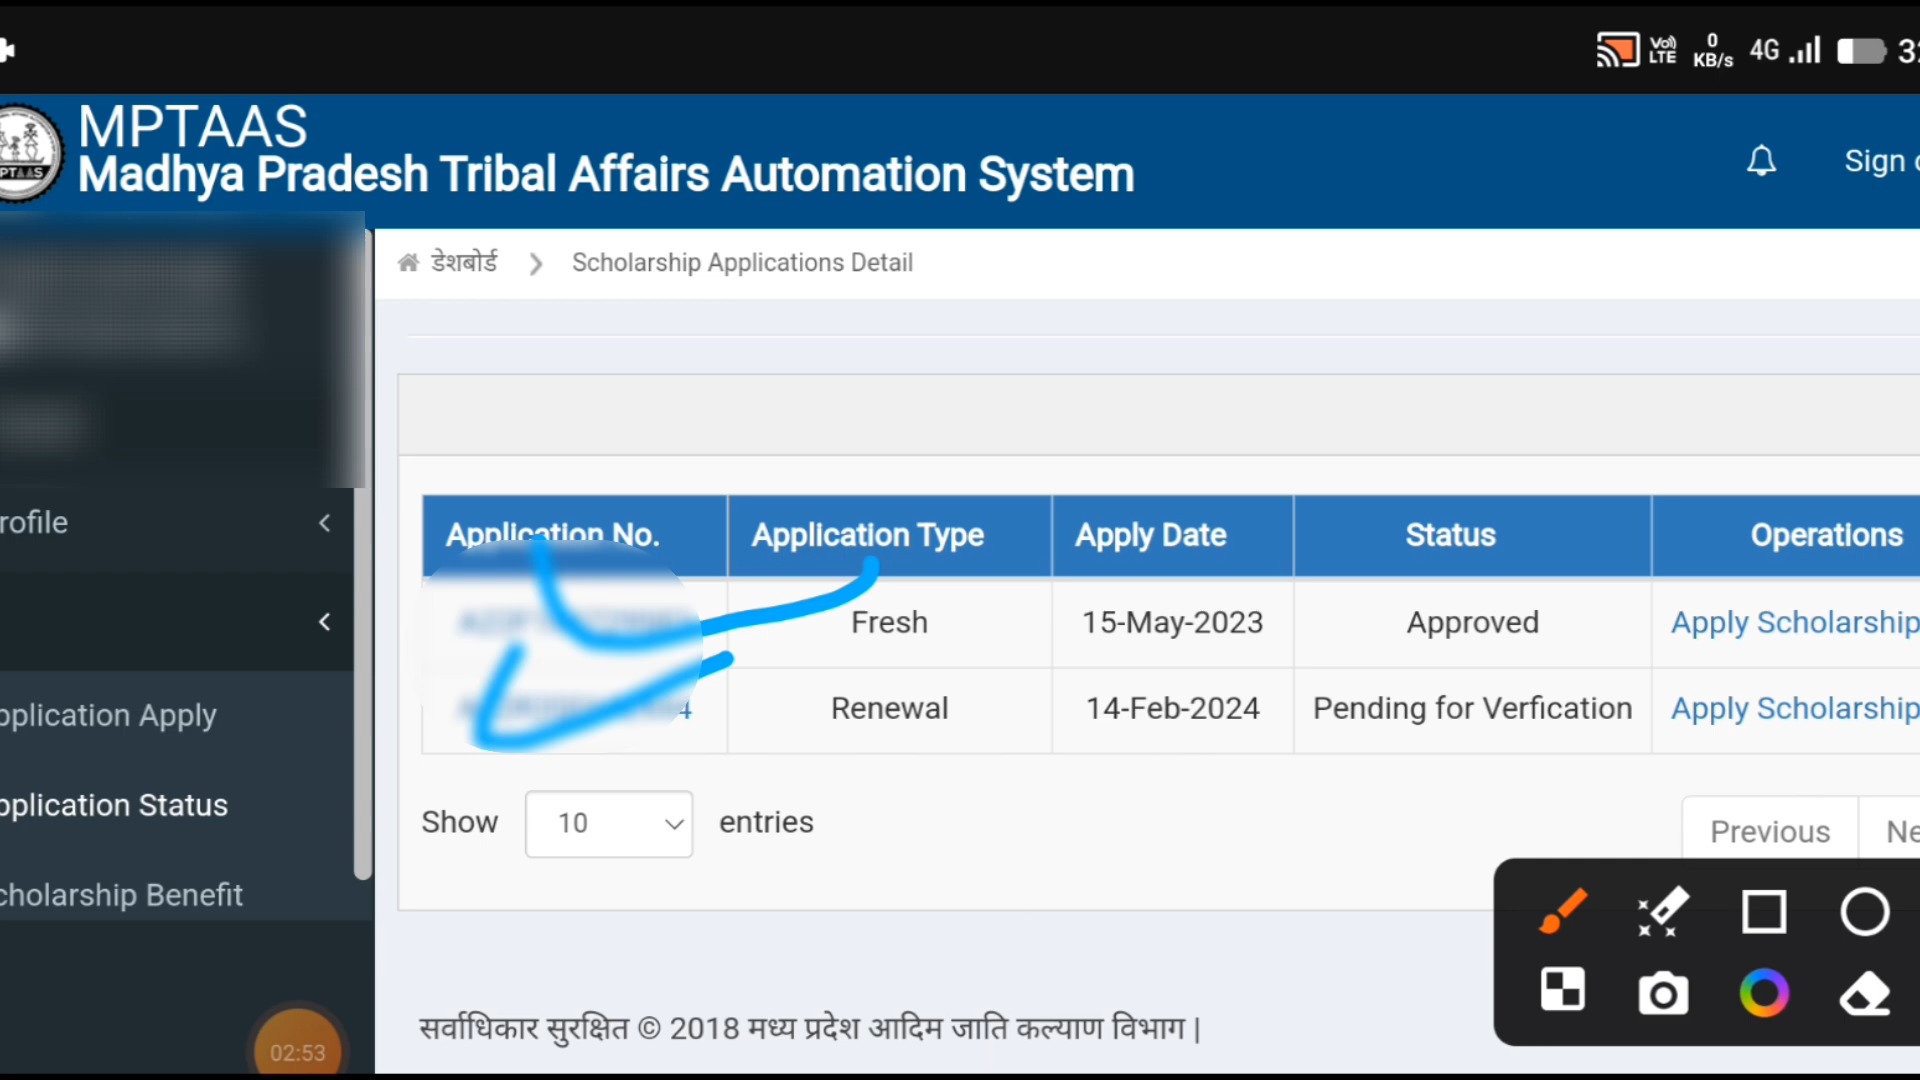 VoLTE 0 KB/s 4G
MPTAAS
Madhya Pradesh Tribal Affairs Automation System
Sign
डेशबोर्ड Scholarship Applications Detail
rofile
Application No. Application Type Apply Date Status Operations
Fresh 15-May-2023 Approved Apply Scholarship
Renewal 14-Feb-2024 Pending for Verfication Apply Scholarship
pplication Apply
pplication Status
cholarship Benefit
Show 10 entries
Previous Ne
सर्वाधिकार सुरक्षित © 2018 मध्य प्रदेश आदिम जाति कल्याण विभाग |
02:53